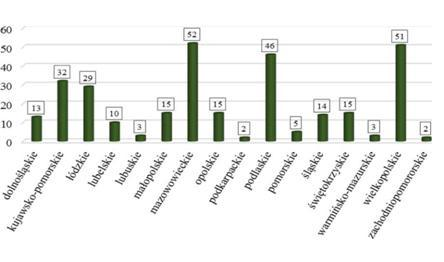 60
50
40
30
20
10
0
13
32
29
10
3
15
52
15
2
46
5
14
15
3
51
2
dolnośląskie
kujawsko-pomorskie
łódzkie
lubelskie
lubuskie
małopolskie
mazowowieckie
opolskie
podkarpackie
podlaskie
pomorskie
śląskie
świętokrzyskie
warmińsko-mazurskie
wielkopolskie
zachodniopomororskie